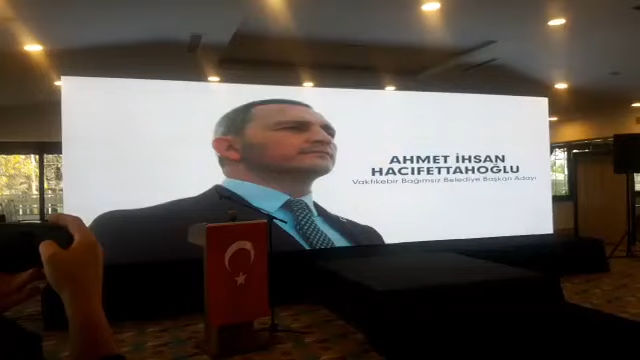 AHMET İHSAN
HACIFETTAHOĞLU
Vakfıkebir Bağımsız Belediye Başkan Adayı